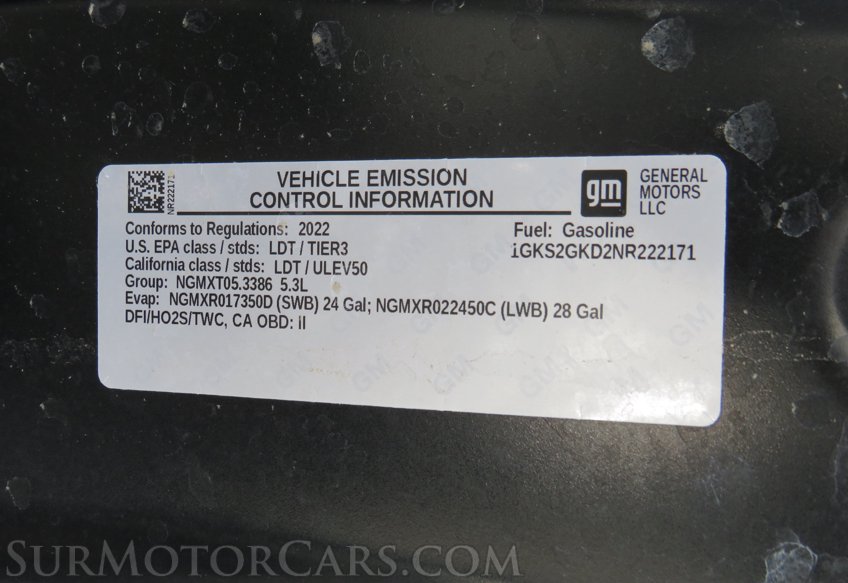 VEHICLE EMISSION
CONTROL INFORMATION
gm
GENERAL
MOTORS
LLC
NR222171
Conforms to Regulations: 2022
Fuel: Gasoline
U.S. EPA class / stds: LDT / TIER3
1GKS2GKD2NR222171
California class / stds: LDT / ULEV50
Group: NGMXT05.3386 5.3L
Evap: NGMXR017350D (SWB) 24 Gal; NGMXR022450C (LWB) 28 Gal
DFI/HO2S/TWC, CA OBD: II
SurMotorCars.com